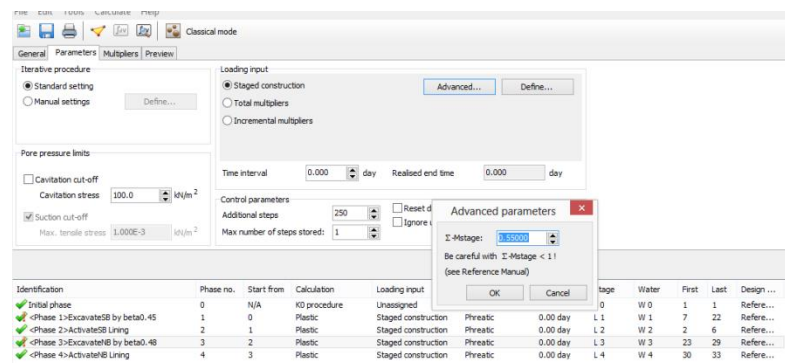 File Edit Tools Calculate Help
Classical mode
General Parameters Multipliers Preview
Iterative procedure
Standard setting
Manual settings Define...
Loading input
Staged construction Advanced... Define...
Total multipliers
Incremental multipliers
Pore pressure limits
Cavitation cut-off
Cavitation stress 100.0 kN/m²
Suction cut-off
Max. tensile stress 1.000E-3 kN/m²
Time interval 0.000 day Realised end time 0.000 day
Control parameters
Additional steps 250 Reset d
Max number of steps stored: 1 Ignore
Advanced parameters
Σ-Mstage: 0.55000
Be careful with Σ-Mstage < 1!
(see Reference Manual)
OK Cancel
Identification Phase no. Start from Calculation Loading input tage Water First Last Design ...
Initial phase 0 N/A K0 procedure Unassigned 0 W 0 1 1 Refere...
<Phase 1>ExcavateSB by beta0.45 1 0 Plastic Staged construction Phreatic 0.00 day L 1 W 1 7 22 Refere...
<Phase 2>ActivateSB Lining 2 1 Plastic Staged construction Phreatic 0.00 day L 2 W 2 2 6 Refere...
<Phase 3>ExcavateNB by beta0.48 3 2 Plastic Staged construction Phreatic 0.00 day L 3 W 3 23 29 Refere...
<Phase 4>ActivateNB Lining 4 3 Plastic Staged construction Phreatic 0.00 day L 4 W 4 30 33 Refere...